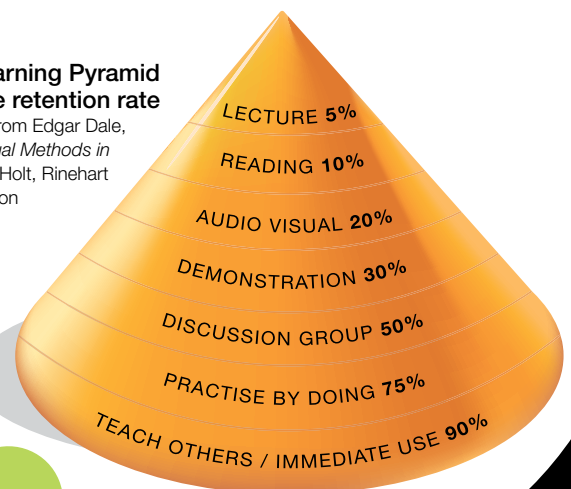 arning Pyramid
e retention rate
rom Edgar Dale,
al Methods in
Holt, Rinehart
on
LECTURE 5%
READING 10%
AUDIO VISUAL 20%
DEMONSTRATION 30%
DISCUSSION GROUP 50%
PRACTISE BY DOING 75%
TEACH OTHERS / IMMEDIATE USE 90%